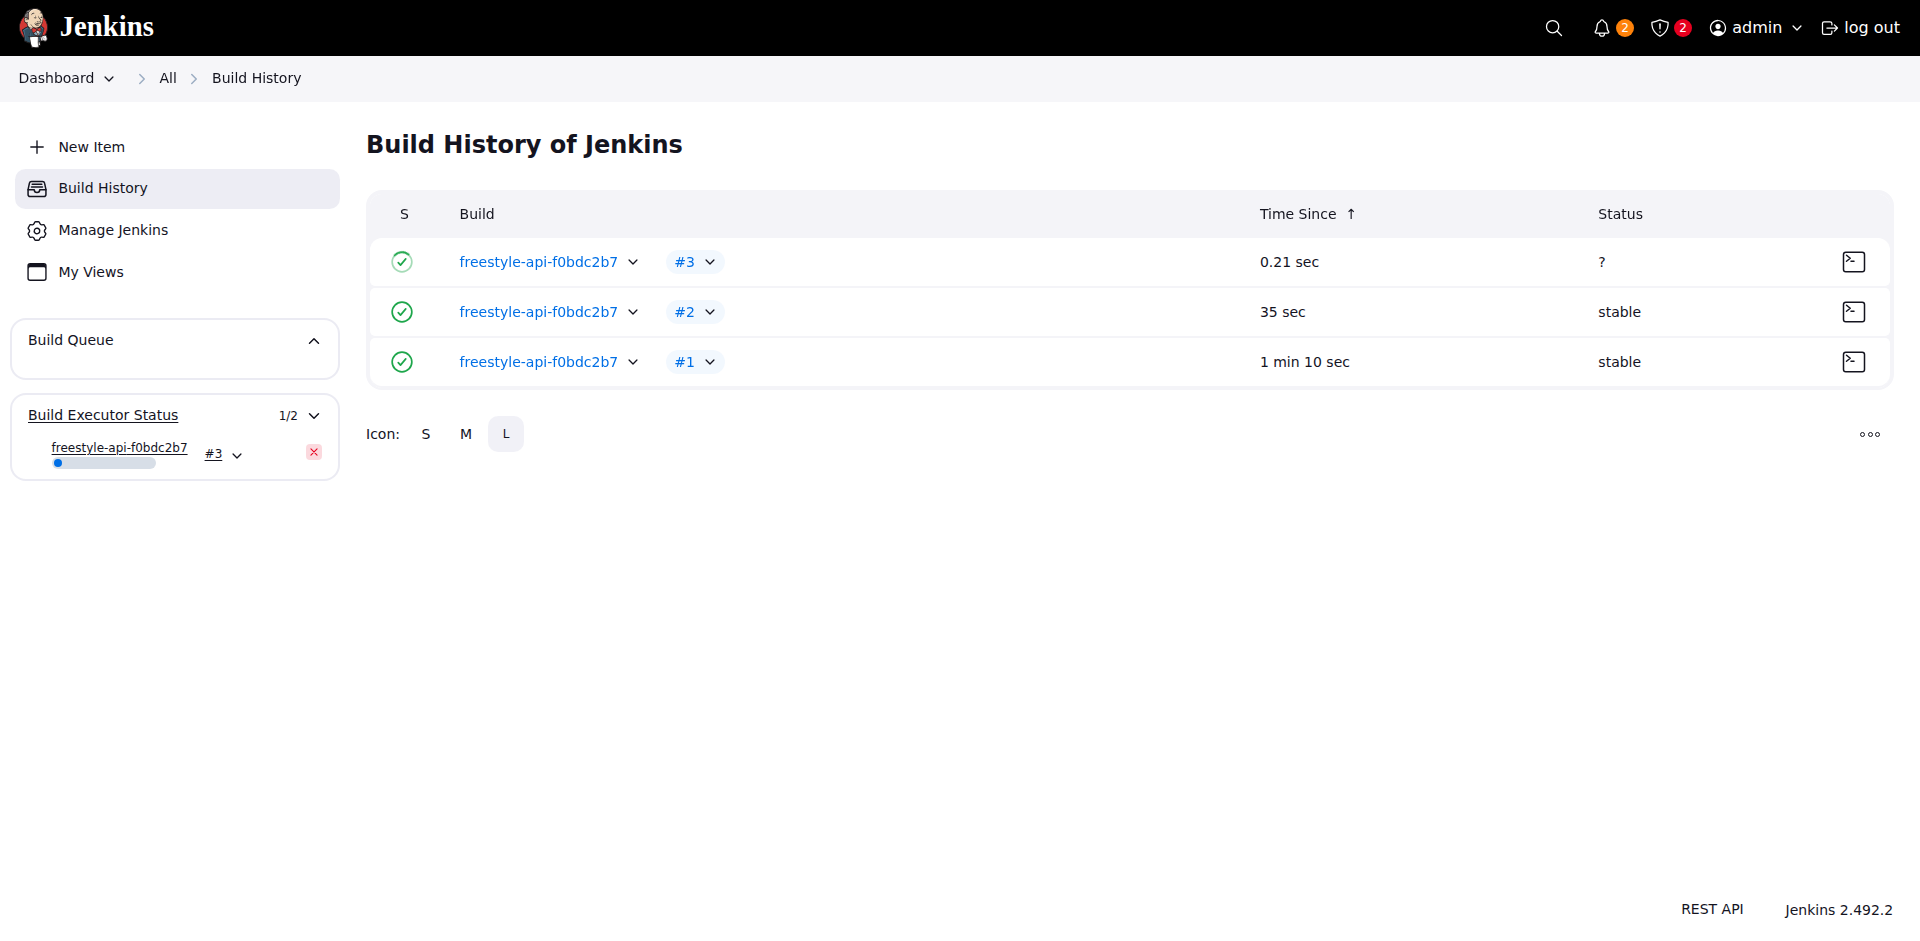 Jenkins
2
2
admin
log out
Dashboard
All
Build History
New Item
Build History
Manage Jenkins
My Views
Build Queue
Build Executor Status 1/2
freestyle-api-f0bdc2b7 #3
Build History of Jenkins
S Build Time Since ↑ Status
freestyle-api-f0bdc2b7 #3 0.21 sec ?
freestyle-api-f0bdc2b7 #2 35 sec stable
freestyle-api-f0bdc2b7 #1 1 min 10 sec stable
Icon: S M L
REST API Jenkins 2.492.2